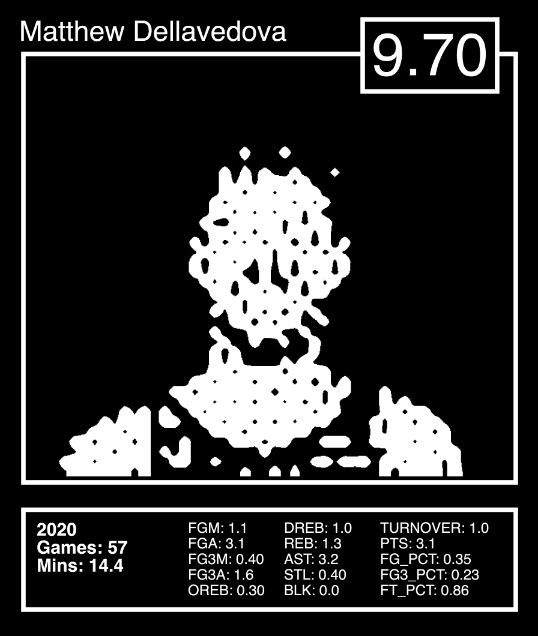 Matthew Dellavedova
9.70
2020
Games: 57
Mins: 14.4
FGM: 1.1
FGA: 3.1
FG3M: 0.40
FG3A: 1.6
OREB: 0.30
DREB: 1.0
REB: 1.3
AST: 3.2
STL: 0.40
BLK: 0.0
TURNOVER: 1.0
PTS: 3.1
FG_PCT: 0.35
FG3_PCT: 0.23
FT_PCT: 0.86